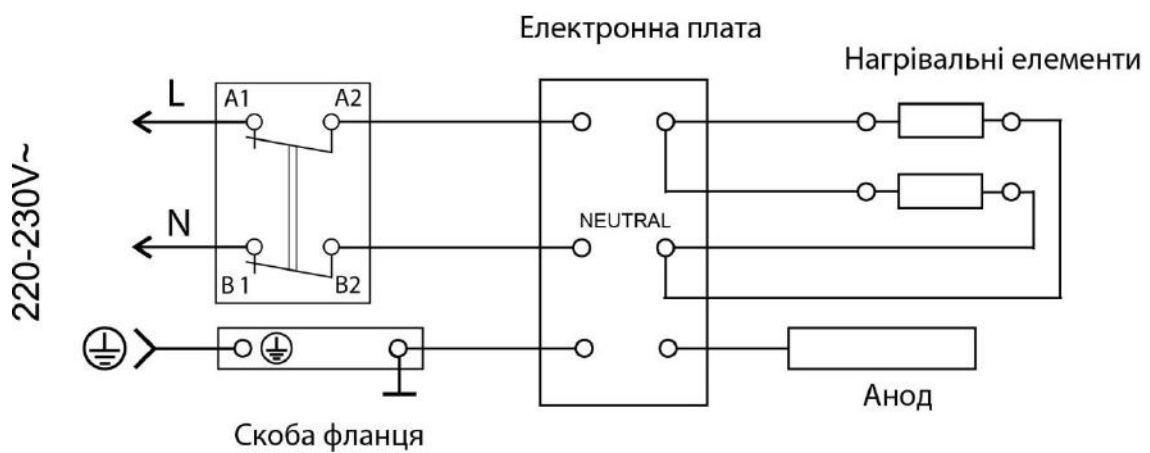 Електронна плата
Нагрівальні елементи
L
A1 A2
220-230V~
N
NEUTRAL
B 1 B2
Анод
Скоба фланця